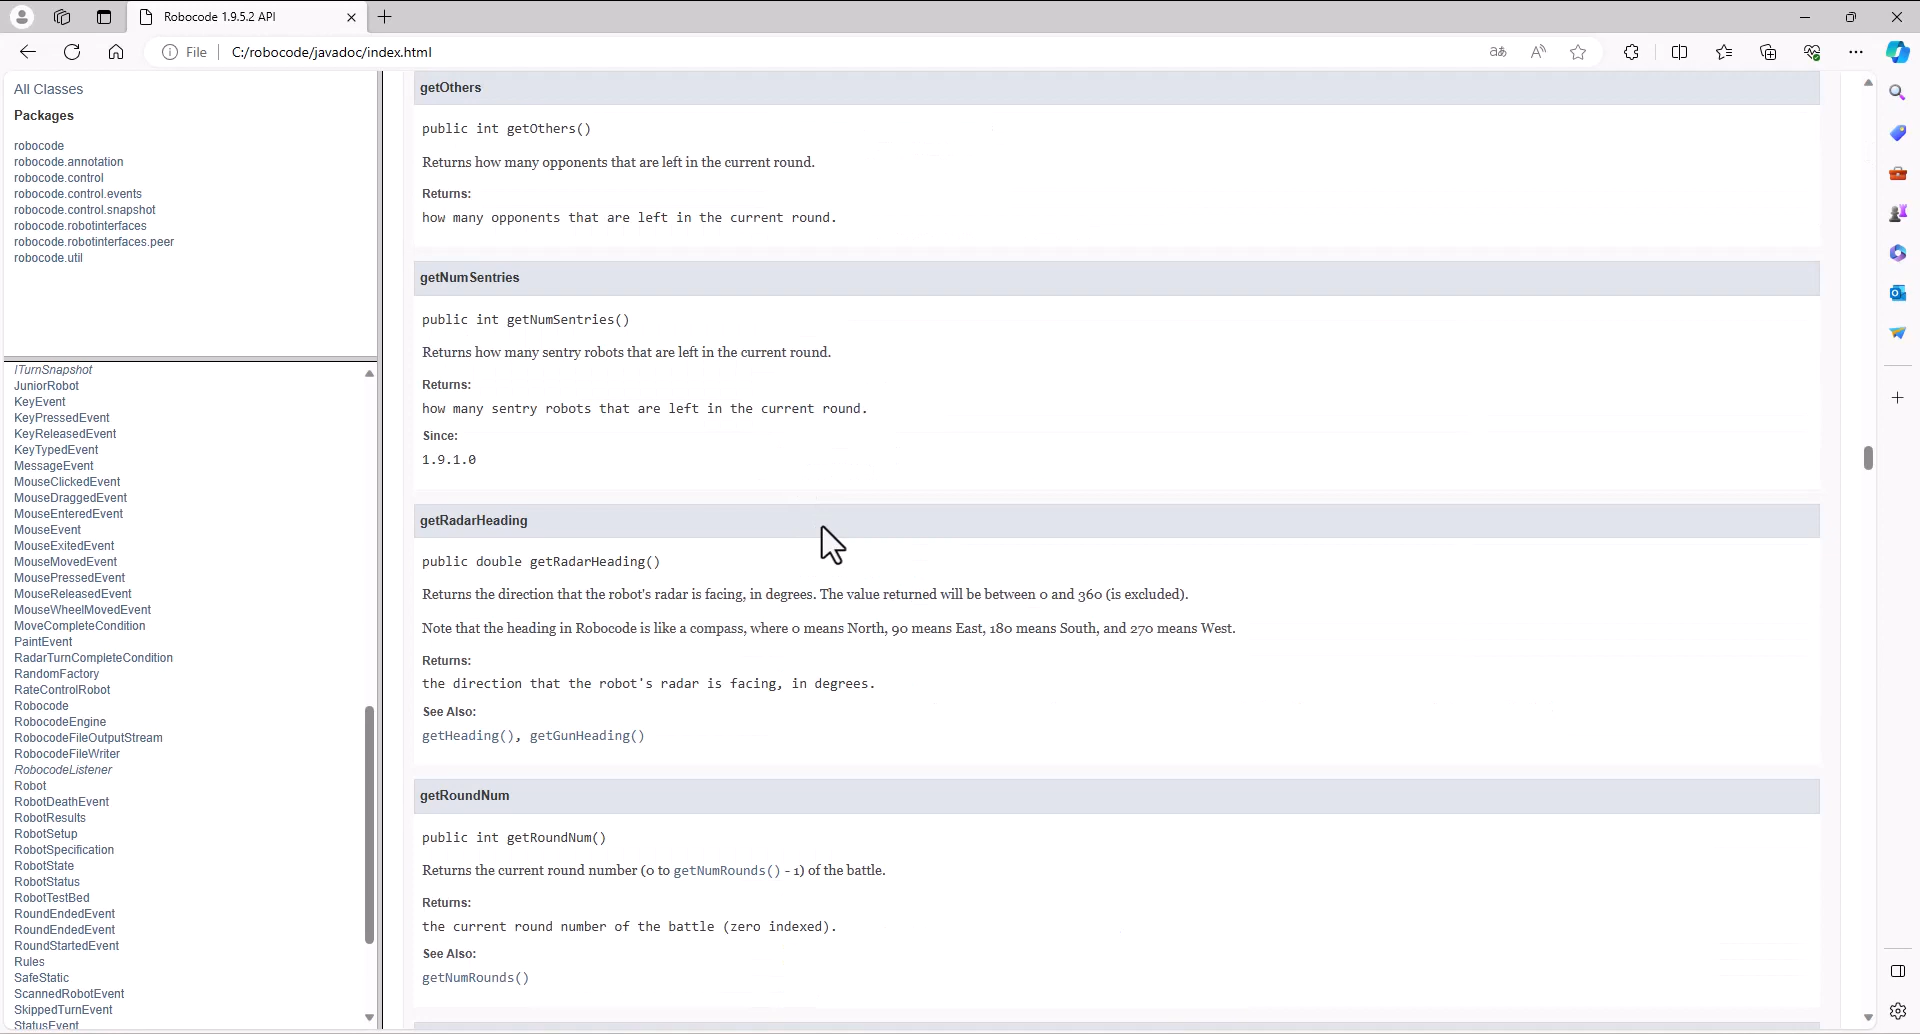 Robocode 1.9.5.2 API
File
C:/robocode/javadoc/index.html
All Classes
Packages
robocode
robocode.annotation
robocode.control
robocode.control.events
robocode.control.snapshot
robocode.robotinterfaces
robocode.robotinterfaces.peer
robocode.util
ITurnSnapshot
JuniorRobot
KeyEvent
KeyPressedEvent
KeyReleasedEvent
KeyTypedEvent
MessageEvent
MouseClickedEvent
MouseDraggedEvent
MouseEnteredEvent
MouseEvent
MouseExitedEvent
MouseMovedEvent
MousePressedEvent
MouseReleasedEvent
MouseWheelMovedEvent
MoveCompleteCondition
PaintEvent
RadarTurnCompleteCondition
RandomFactory
RateControlRobot
Robocode
RobocodeEngine
RobocodeFileOutputStream
RobocodeFileWriter
RobocodeListener
Robot
RobotDeathEvent
RobotResults
RobotSetup
RobotSpecification
RobotState
RobotStatus
RobotTestBed
RoundEndedEvent
RoundEndedEvent
RoundStartedEvent
Rules
SafeStatic
ScannedRobotEvent
SkippedTurnEvent
StatusEvent
getOthers
public int getOthers()
Returns how many opponents that are left in the current round.
Returns:
how many opponents that are left in the current round.
getNumSentries
public int getNumSentries()
Returns how many sentry robots that are left in the current round.
Returns:
how many sentry robots that are left in the current round.
Since:
1.9.1.0
getRadarHeading
public double getRadarHeading()
Returns the direction that the robot's radar is facing, in degrees. The value returned will be between 0 and 360 (is excluded).
Note that the heading in Robocode is like a compass, where 0 means North, 90 means East, 180 means South, and 270 means West.
Returns:
the direction that the robot's radar is facing, in degrees.
See Also:
getHeading(), getGunHeading()
getRoundNum
public int getRoundNum()
Returns the current round number (0 to getNumRounds() - 1) of the battle.
Returns:
the current round number of the battle (zero indexed).
See Also:
getNumRounds()